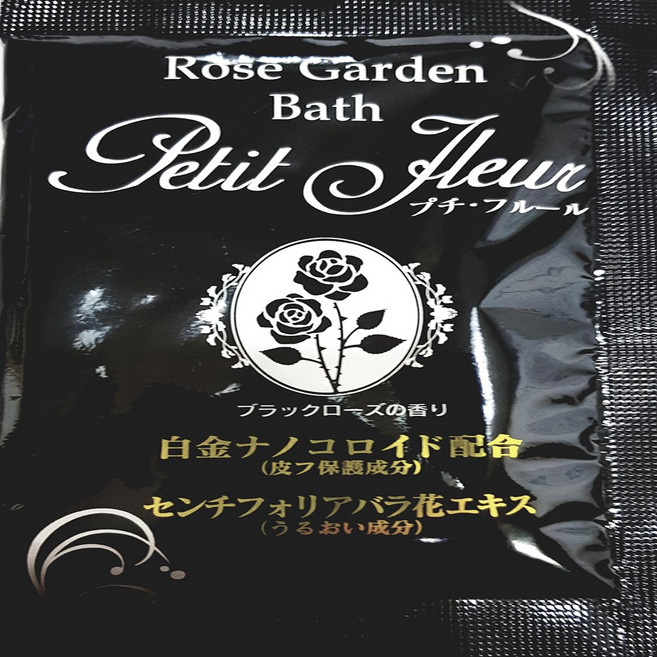 Rose Garden
Bath
Petit Fleur
プチ・フルール
ブラックローズの香り
白金ナノコロイド配合
(皮フ保護成分)
センチフォリアバラ花エキス
(うるおい成分)